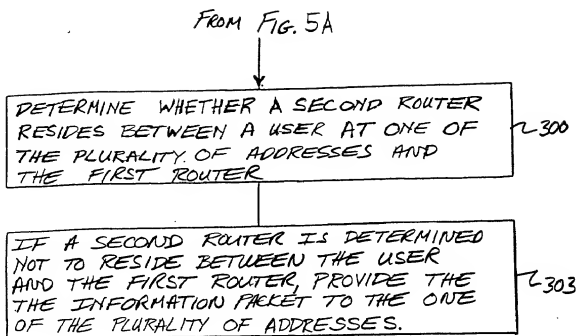 FROM FIG. 5A
DETERMINE WHETHER A SECOND ROUTER
RESIDES BETWEEN A USER AT ONE OF
THE PLURALITY OF ADDRESSES AND
THE FIRST ROUTER
300
IF A SECOND ROUTER IS DETERMINED
NOT TO RESIDE BETWEEN THE USER
AND THE FIRST ROUTER, PROVIDE THE
THE INFORMATION PACKET TO THE ONE
OF THE PLURALITY OF ADDRESSES.
303